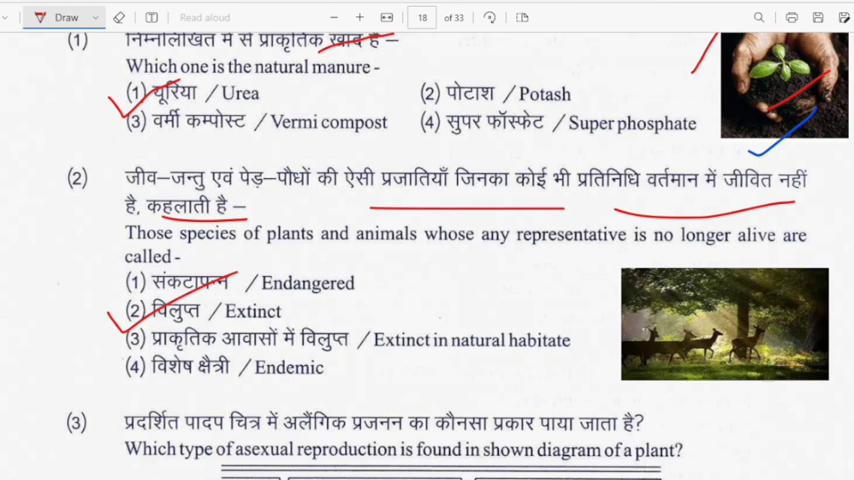 Draw
Read aloud
18 of 33
(1) निम्नलिखित में से प्राकृतिक खाद है –
Which one is the natural manure -
(1) यूरिया / Urea (2) पोटाश / Potash
(3) वर्मी कम्पोस्ट / Vermi compost (4) सुपर फॉस्फेट / Super phosphate
(2) जीव–जन्तु एवं पेड़–पौधों की ऐसी प्रजातियाँ जिनका कोई भी प्रतिनिधि वर्तमान में जीवित नहीं
है, कहलाती है –
Those species of plants and animals whose any representative is no longer alive are
called -
(1) संकटापन्न / Endangered
(2) विलुप्त / Extinct
(3) प्राकृतिक आवासों में विलुप्त / Extinct in natural habitate
(4) विशेष क्षैत्री / Endemic
(3) प्रदर्शित पादप चित्र में अलैंगिक प्रजनन का कौनसा प्रकार पाया जाता है?
Which type of asexual reproduction is found in shown diagram of a plant?